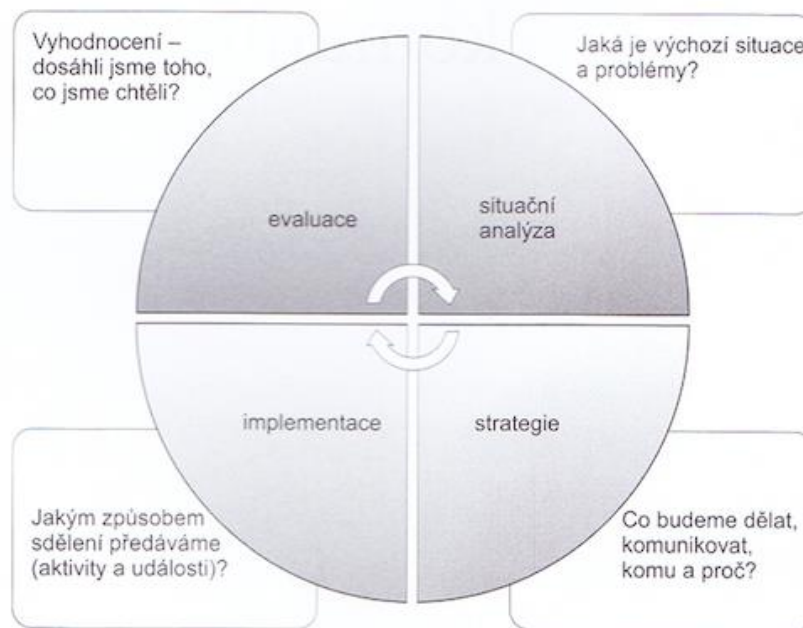 Vyhodnocení –
dosáhli jsme toho,
co jsme chtěli?
Jaká je výchozí situace
a problémy?
evaluace
situační
analýza
implementace
strategie
Jakým způsobem
sdělení předáváme
(aktivity a události)?
Co budeme dělat,
komunikovat,
komu a proč?